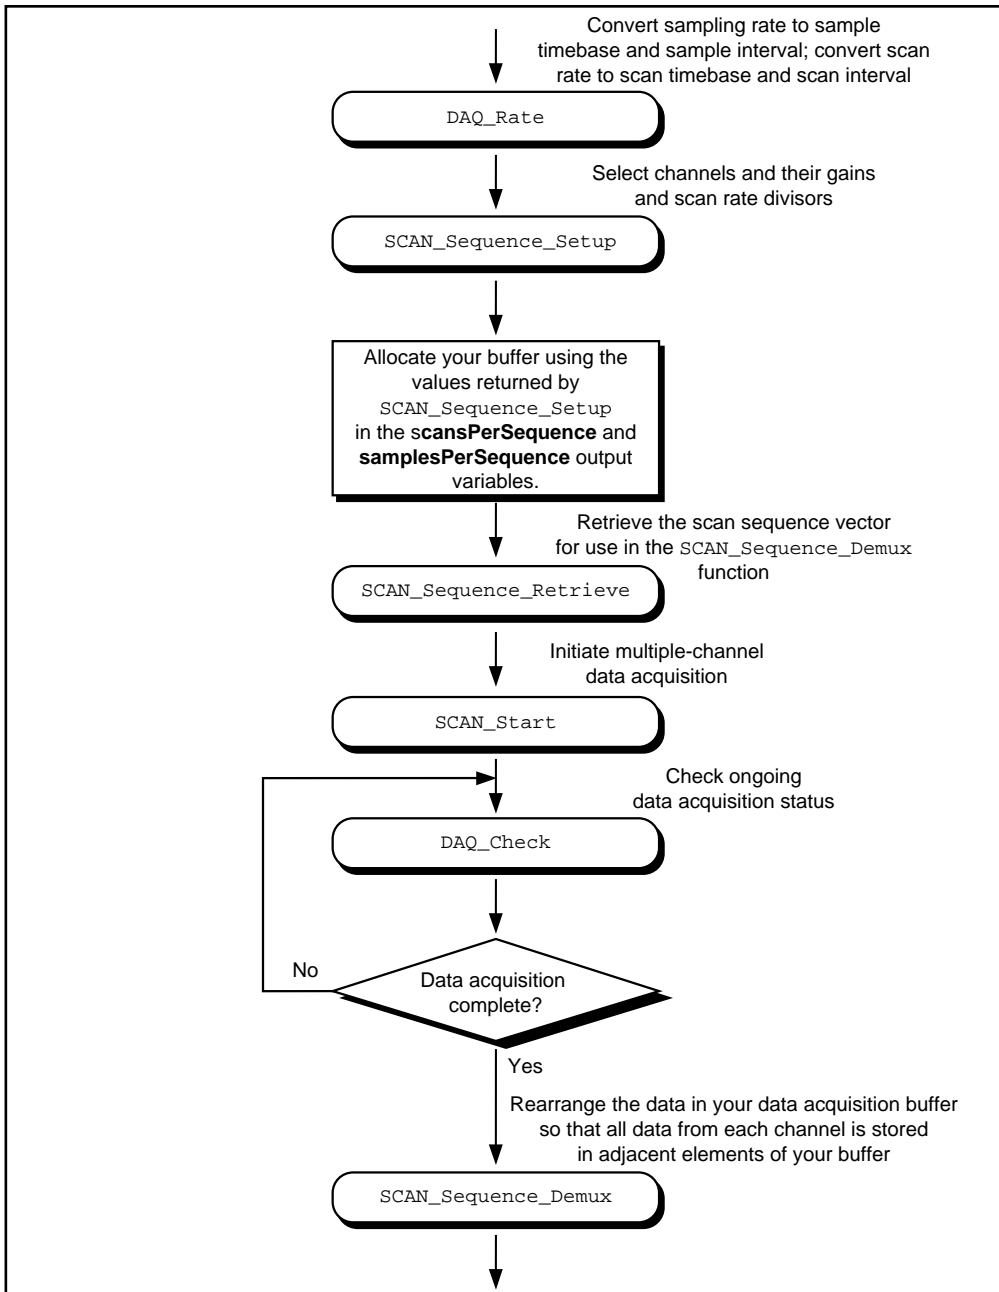 Convert sampling rate to sample
timebase and sample interval; convert scan
rate to scan timebase and scan interval
DAQ_Rate
Select channels and their gains
and scan rate divisors
SCAN_Sequence_Setup
Allocate your buffer using the
values returned by
SCAN_Sequence_Setup
in the scansPerSequence and
samplesPerSequence output
variables.
Retrieve the scan sequence vector
for use in the SCAN_Sequence_Demux
function
SCAN_Sequence_Retrieve
Initiate multiple-channel
data acquisition
SCAN_Start
Check ongoing
data acquisition status
DAQ_Check
No
Data acquisition
complete?
Yes
Rearrange the data in your data acquisition buffer
so that all data from each channel is stored
in adjacent elements of your buffer
SCAN_Sequence_Demux